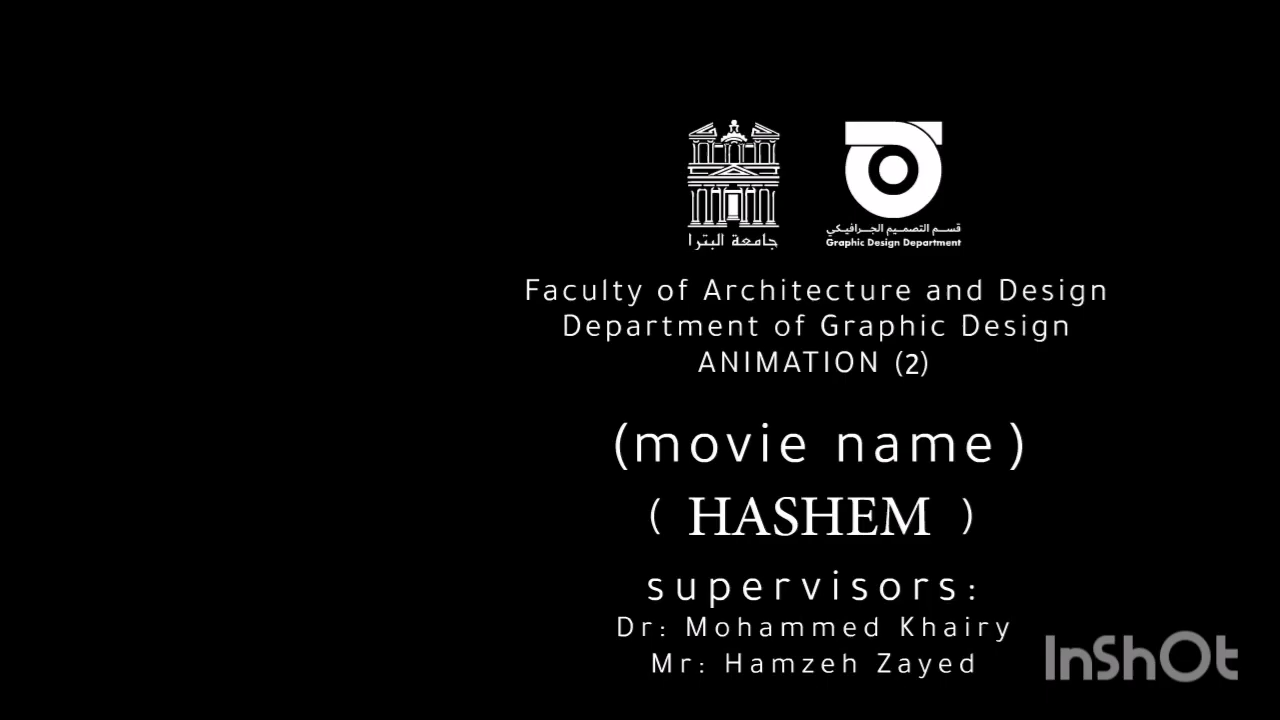 جامعة البترا
قسم التصميم الجرافيكي
Graphic Design Department
Faculty of Architecture and Design
Department of Graphic Design
ANIMATION (2)
(movie name)
( HASHEM )
supervisors:
Dr: Mohammed Khairy
Mr: Hamzeh Zayed
InShOt